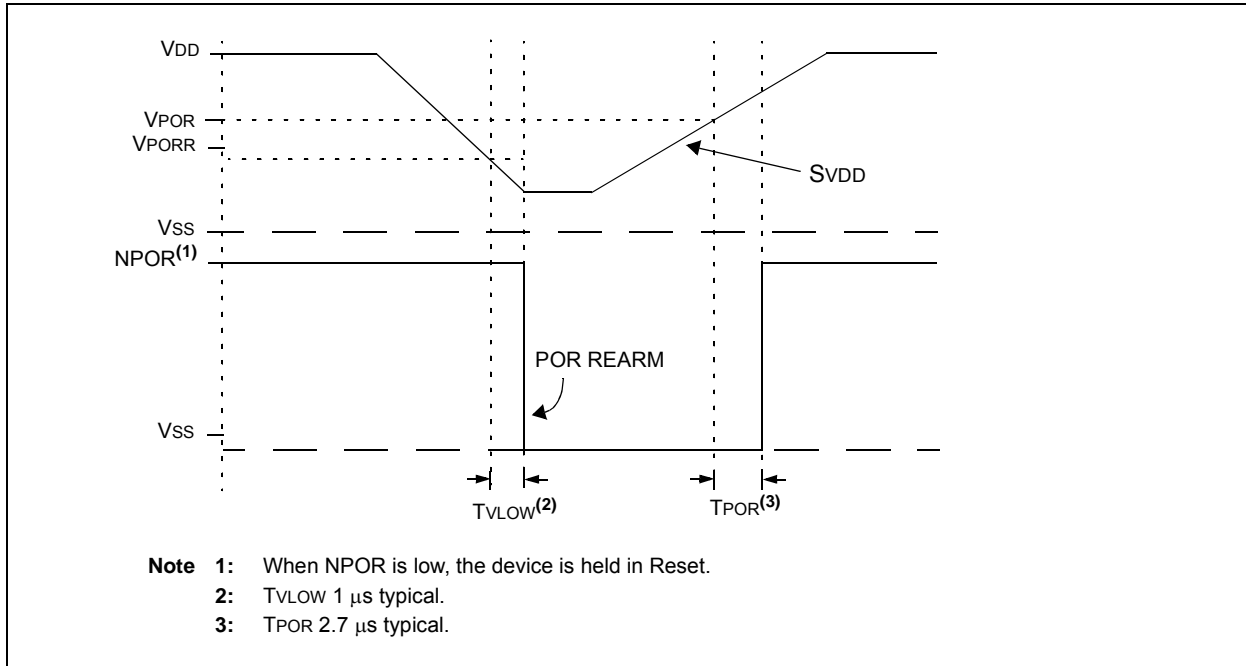 VDD
VPOR
VPORR
SVDD
VSS
NPOR(1)
POR REARM
VSS
TVLOW(2)
TPOR(3)
Note 1: When NPOR is low, the device is held in Reset.
2: TVLOW 1 μs typical.
3: TPOR 2.7 μs typical.